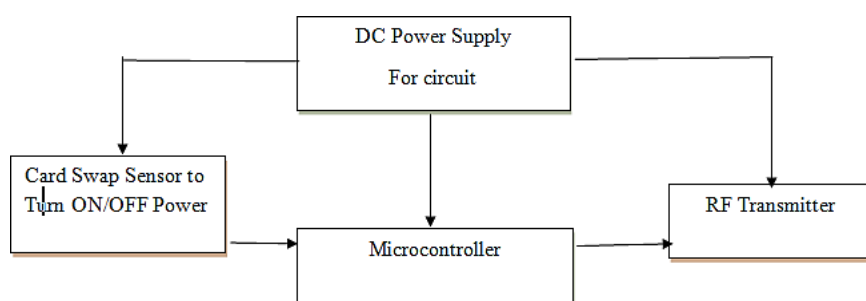 DC Power Supply
For circuit
Card Swap Sensor to
Turn ON/OFF Power
RF Transmitter
Microcontroller